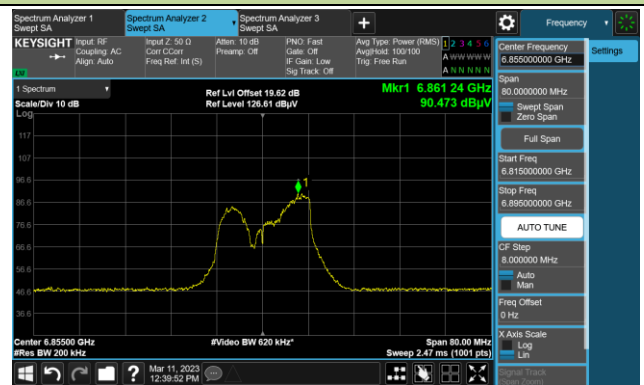 Spectrum Analyzer 1
Swept SA
Spectrum Analyzer 2
Swept SA
Spectrum Analyzer 3
Swept SA
+
Frequency
KEYSIGHT
Input: RF
Coupling: AC
Align: Auto
Input Z: 50 Ω
Corr CCorr
Freq Ref: Int (S)
Atten: 10 dB
Preamp: Off
PNO: Fast
Gate: Off
IF Gain: Low
Sig Track: Off
Avg Type: Power (RMS)
Avg|Hold: 100/100
Trig: Free Run
1 2 3 4 5 6
A W W W W W
A N N N N N
LXI
1 Spectrum
Scale/Div 10 dB
Log
Ref Lvl Offset 19.62 dB
Ref Level 126.61 dBµV
Mkr1 6.861 24 GHz
90.473 dBµV
117
107
96.6
86.6
76.6
66.6
56.6
46.6
36.6
1
Center 6.85500 GHz
#Res BW 200 kHz
#Video BW 620 kHz*
Span 80.00 MHz
Sweep 2.47 ms (1001 pts)
Mar 11, 2023
12:39:52 PM
?
Center Frequency
6.855000000 GHz
Settings
Span
80.0000000 MHz
Swept Span
Zero Span
Full Span
Start Freq
6.815000000 GHz
Stop Freq
6.895000000 GHz
AUTO TUNE
CF Step
8.000000 MHz
Auto
Man
Freq Offset
0 Hz
X Axis Scale
Log
Lin
Signal Track
(Span Zoom)